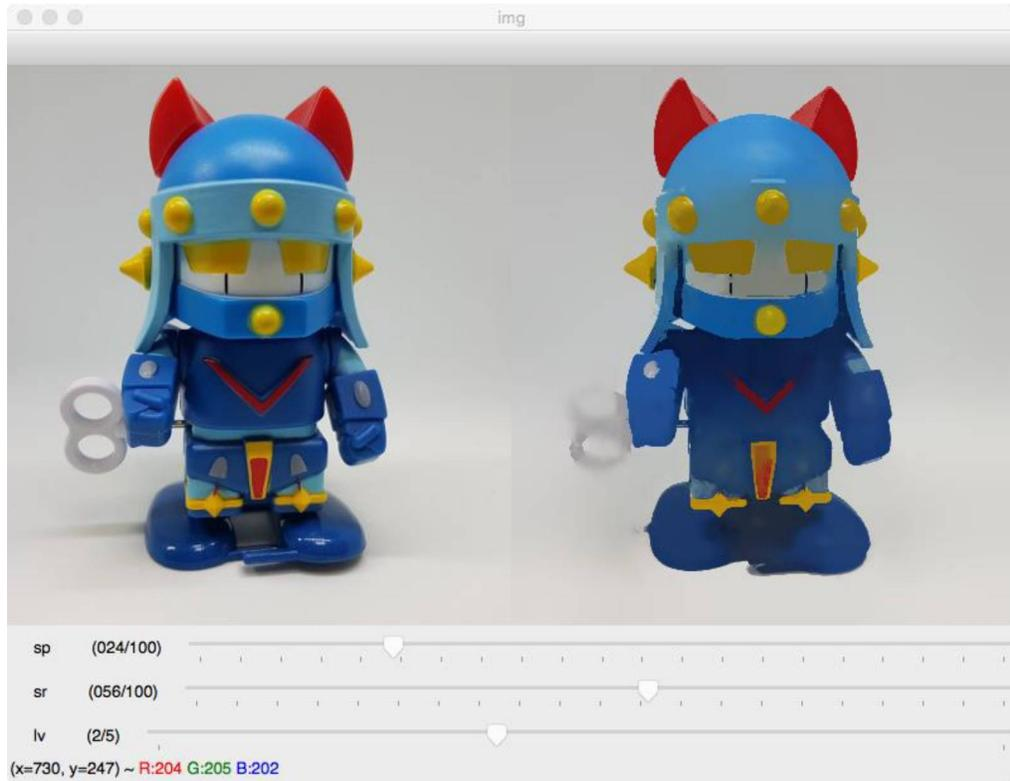 img
sp (024/100)
sr (056/100)
lv (2/5)
(x=730, y=247) ~ R:204 G:205 B:202